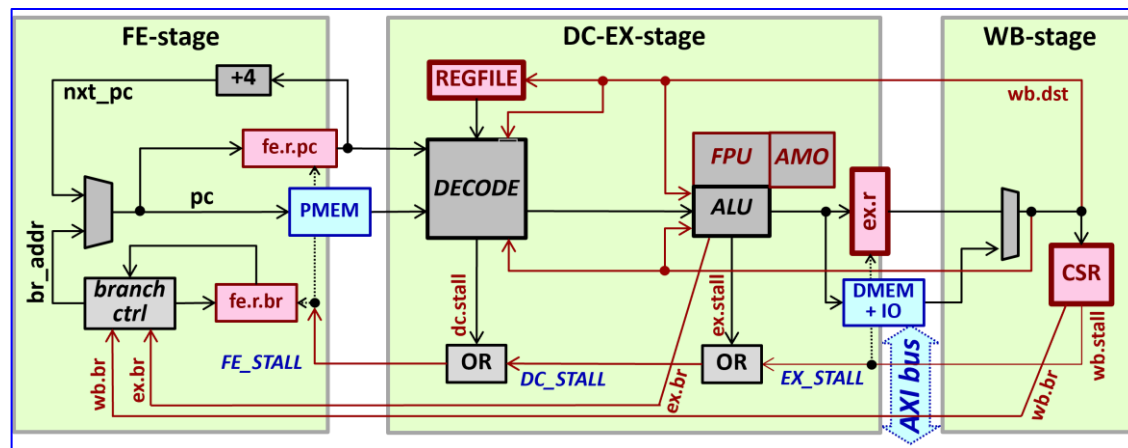 FE-stage
DC-EX-stage
WB-stage
+4
REGFILE
nxt_pc
wb.dst
fe.r.pc
FPU
AMO
DECODE
ALU
ex.r
pc
PMEM
br_addr
branch
ctrl
fe.r.br
CSR
DMEM
+ IO
dc.stall
ex.stall
wb.stall
OR
OR
FE_STALL
DC_STALL
EX_STALL
wb.br
ex.br
ex.br
wb.br
AXI bus